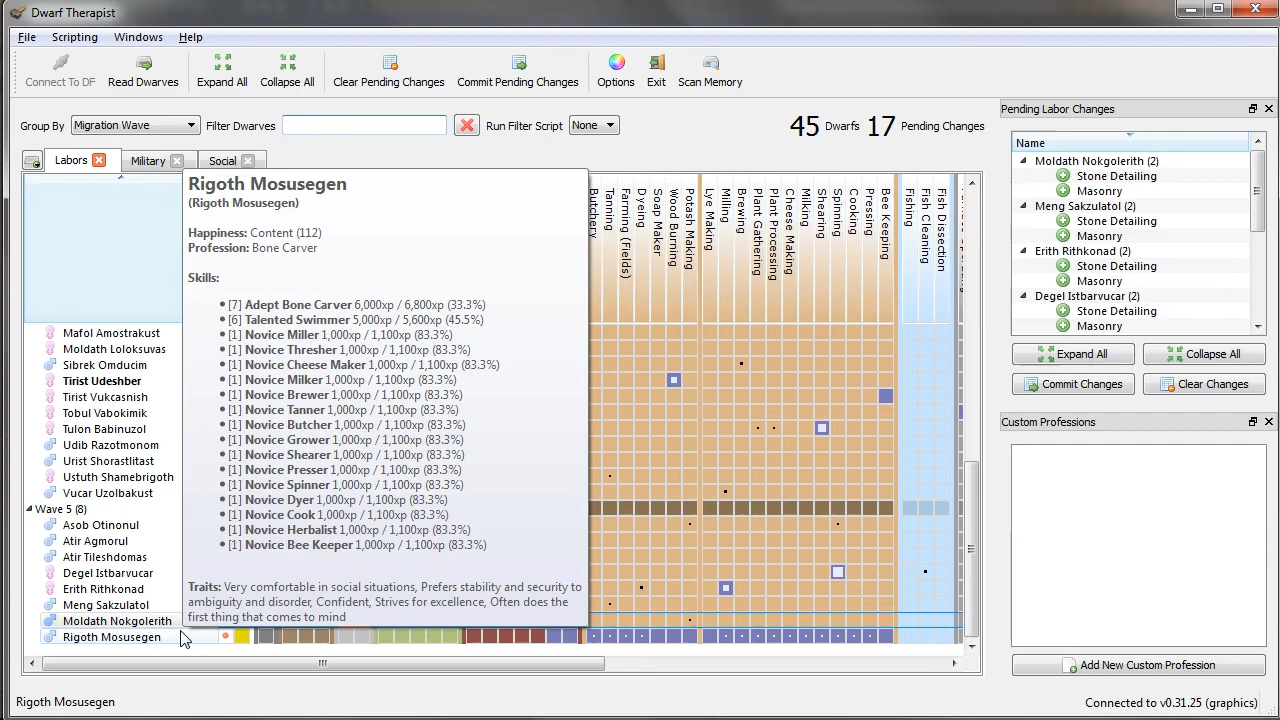 Dwarf Therapist
File Scripting Windows Help
Connect To DF Read Dwarves Expand All Collapse All Clear Pending Changes Commit Pending Changes Options Exit Scan Memory
Group By Migration Wave Filter Dwarves Run Filter Script None 45 Dwarfs 17 Pending Changes
Labors Military Social
Rigoth Mosusegen
(Rigoth Mosusegen)
Happiness: Content (112)
Profession: Bone Carver
Skills:
[7] Adept Bone Carver 6,000xp / 6,800xp (33.3%)
[6] Talented Swimmer 5,000xp / 5,600xp (45.5%)
[1] Novice Miller 1,000xp / 1,100xp (83.3%)
[1] Novice Thresher 1,000xp / 1,100xp (83.3%)
[1] Novice Cheese Maker 1,000xp / 1,100xp (83.3%)
[1] Novice Milker 1,000xp / 1,100xp (83.3%)
[1] Novice Brewer 1,000xp / 1,100xp (83.3%)
[1] Novice Tanner 1,000xp / 1,100xp (83.3%)
[1] Novice Butcher 1,000xp / 1,100xp (83.3%)
[1] Novice Grower 1,000xp / 1,100xp (83.3%)
[1] Novice Shearer 1,000xp / 1,100xp (83.3%)
[1] Novice Presser 1,000xp / 1,100xp (83.3%)
[1] Novice Spinner 1,000xp / 1,100xp (83.3%)
[1] Novice Dyer 1,000xp / 1,100xp (83.3%)
[1] Novice Cook 1,000xp / 1,100xp (83.3%)
[1] Novice Herbalist 1,000xp / 1,100xp (83.3%)
[1] Novice Bee Keeper 1,000xp / 1,100xp (83.3%)
Traits: Very comfortable in social situations, Prefers stability and security to
ambiguity and disorder, Confident, Strives for excellence, Often does the
first thing that comes to mind
Butchery
Tanning
Farming (Fields)
Dyeing
Soap Maker
Wood Burning
Potash Making
Lye Making
Milling
Brewing
Plant Gathering
Plant Processing
Cheese Making
Milking
Shearing
Spinning
Cooking
Pressing
Bee Keeping
Fishing
Fish Cleaning
Fish Dissection
Mafol Amostrakust
Moldath Loloksuvas
Sibrek Omducim
Tirist Udeshber
Tirist Vukcasnish
Tobul Vabokimik
Tulon Babinuzol
Udib Razotmonom
Urist Shorastlitast
Ustuth Shamebrigoth
Vucar Uzolbakust
Wave 5 (8)
Asob Otinonul
Atir Agmorul
Atir Tileshdomas
Degel Istbarvucar
Erith Rithkonad
Meng Sakzulatol
Moldath Nokgolerith
Rigoth Mosusegen
Pending Labor Changes
Name
Moldath Nokgolerith (2)
Stone Detailing
Masonry
Meng Sakzulatol (2)
Stone Detailing
Masonry
Erith Rithkonad (2)
Stone Detailing
Masonry
Degel Istbarvucar (2)
Stone Detailing
Masonry
Expand All Collapse All
Commit Changes Clear Changes
Custom Professions
Add New Custom Profession
Rigoth Mosusegen Connected to v0.31.25 (graphics)